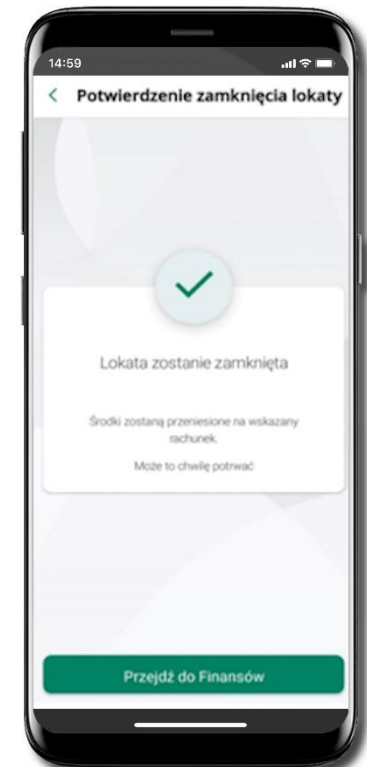 14:59
Potwierdzenie zamknięcia lokaty
Lokata zostanie zamknięta
Środki zostaną przeniesione na wskazany
rachunek.
Może to chwilę potrwać
Przejdź do Finansów